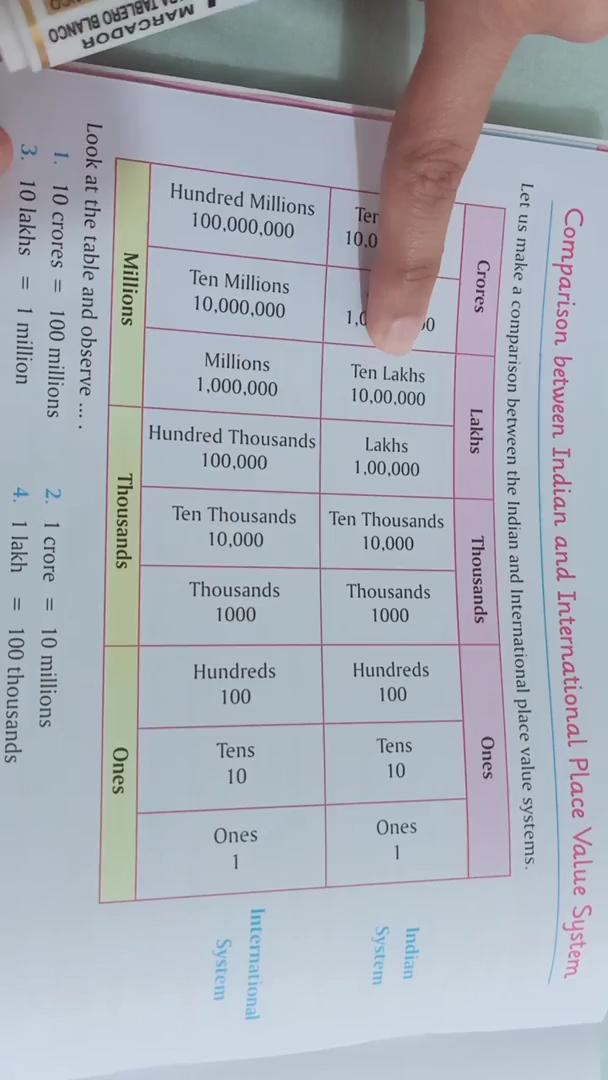 MARCADOR
TABLERO BLANCO
Comparison between Indian and International Place Value System
Let us make a comparison between the Indian and International place value systems.
Crores Lakhs Thousands Ones
Ten Lakhs Lakhs Ten Thousands Thousands Hundreds Tens Ones Indian System
10,00,000 1,00,000 10,000 1000 100 10 1
Hundred Millions Ten Millions Millions Hundred Thousands Ten Thousands Thousands Hundreds Tens Ones International System
100,000,000 10,000,000 1,000,000 100,000 10,000 1000 100 10 1
Millions Thousands Ones
Look at the table and observe ... .
1. 10 crores = 100 millions 2. 1 crore = 10 millions
3. 10 lakhs = 1 million 4. 1 lakh = 100 thousands